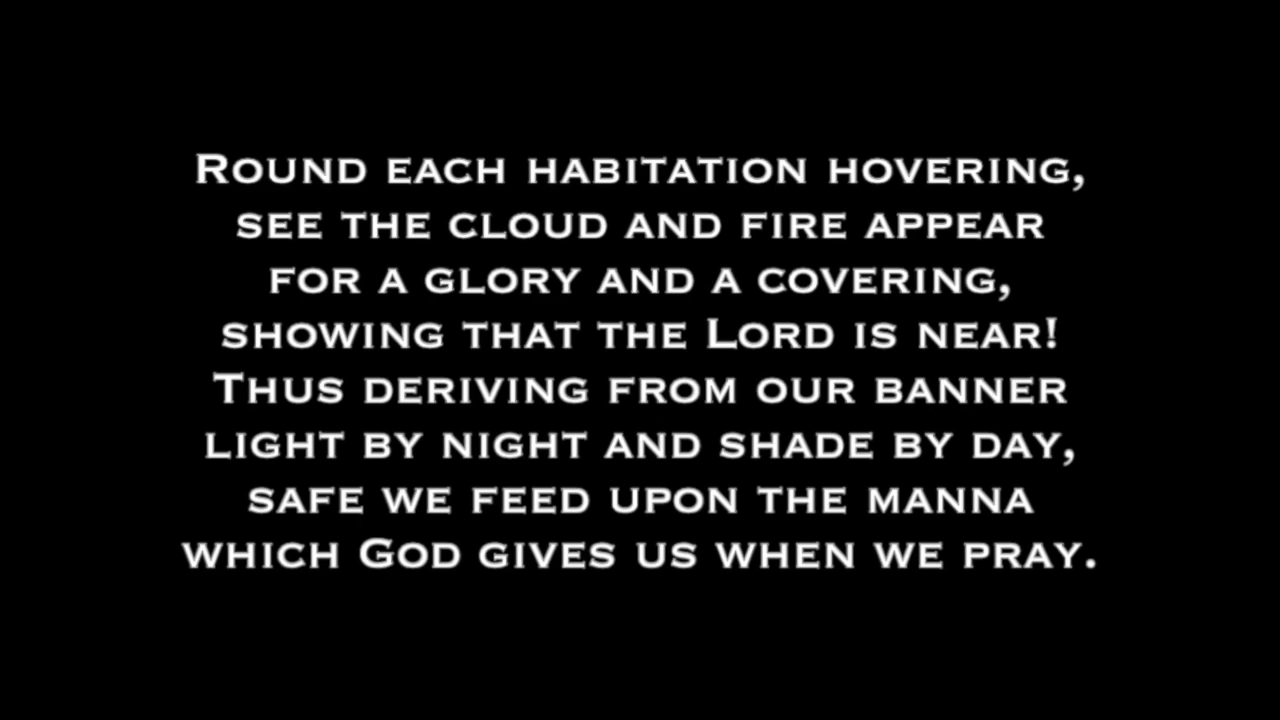 Round each habitation hovering,
see the cloud and fire appear
for a glory and a covering,
showing that the Lord is near!
Thus deriving from our banner
light by night and shade by day,
safe we feed upon the manna
which God gives us when we pray.